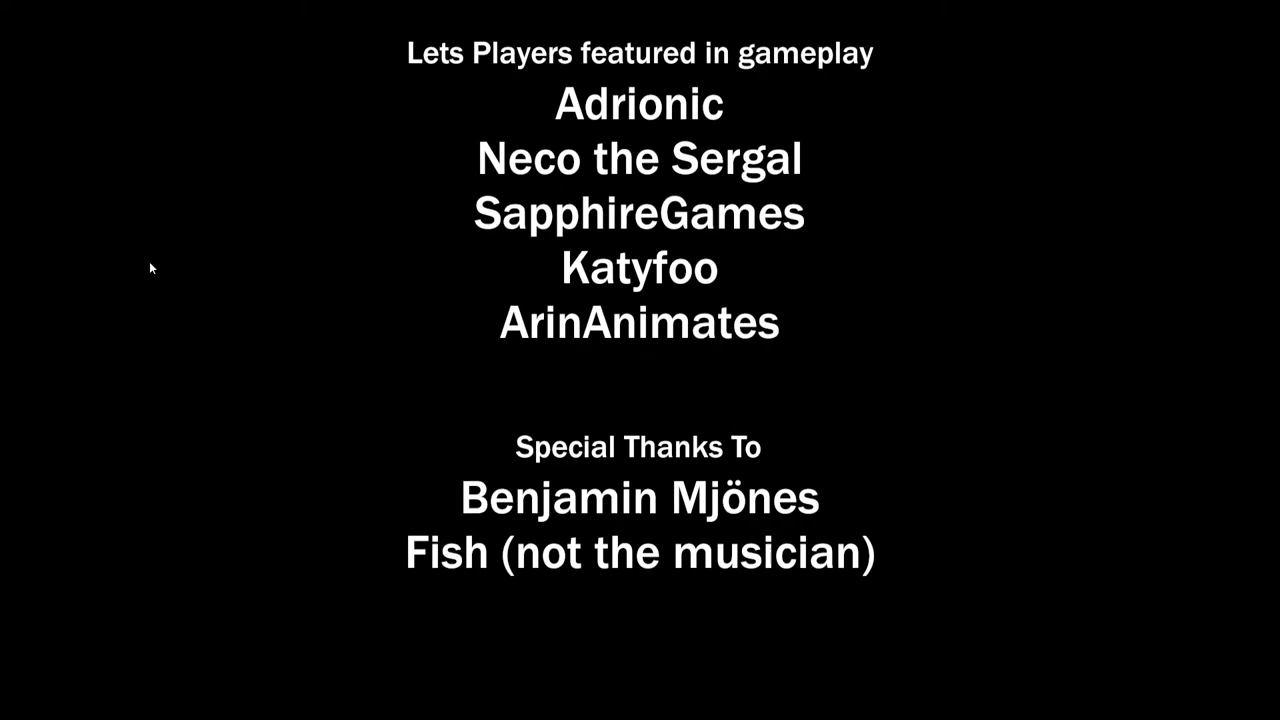 Lets Players featured in gameplay
Adrionic
Neco the Sergal
SapphireGames
Katyfoo
ArinAnimates
Special Thanks To
Benjamin Mjönes
Fish (not the musician)